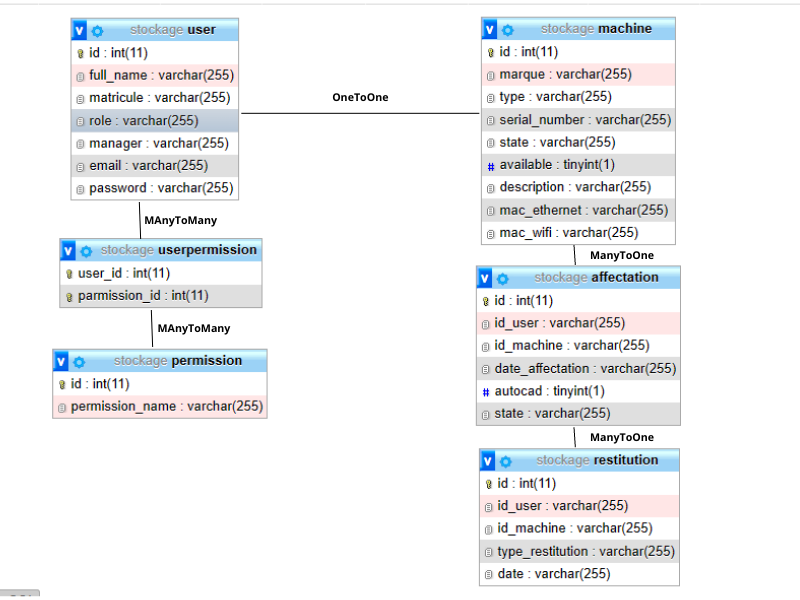 stockage user
id : int(11)
full_name : varchar(255)
matricule : varchar(255)
role : varchar(255)
manager : varchar(255)
email : varchar(255)
password : varchar(255)
OneToOne
stockage machine
id : int(11)
marque : varchar(255)
type : varchar(255)
serial_number : varchar(255)
state : varchar(255)
# available : tinyint(1)
description : varchar(255)
mac_ethernet : varchar(255)
mac_wifi : varchar(255)
MAnyToMany
stockage userpermission
user_id : int(11)
parmission_id : int(11)
MAnyToMany
stockage permission
id : int(11)
permission_name : varchar(255)
ManyToOne
stockage affectation
id : int(11)
id_user : varchar(255)
id_machine : varchar(255)
date_affectation : varchar(255)
# autocad : tinyint(1)
state : varchar(255)
ManyToOne
stockage restitution
id : int(11)
id_user : varchar(255)
id_machine : varchar(255)
type_restitution : varchar(255)
date : varchar(255)